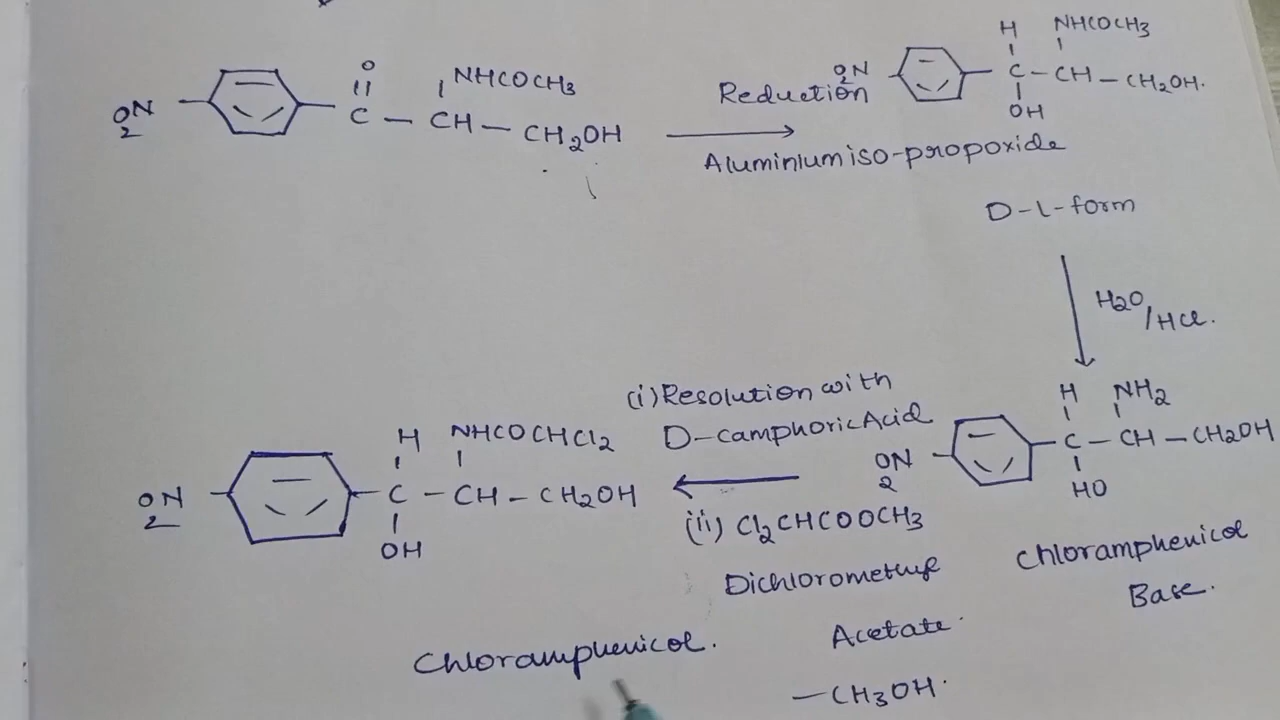 O₂N
O
||
C — CH — CH₂OH
NHCOCH₃
Reduction
Aluminium iso-propoxide
O₂N
H NHCOCH₃
C — CH — CH₂OH.
OH
D-l-form
H₂O/HCl.
H NH₂
O₂N
C — CH — CH₂OH
HO
Chloramphenicol
Base.
(i) Resolution with
D-camphoric Acid
(ii) Cl₂CHCOOCH₃
Dichloromethyl
Acetate.
—CH₃OH.
H NHCOCHCl₂
O₂N
C — CH — CH₂OH
OH
Chloramphenicol.